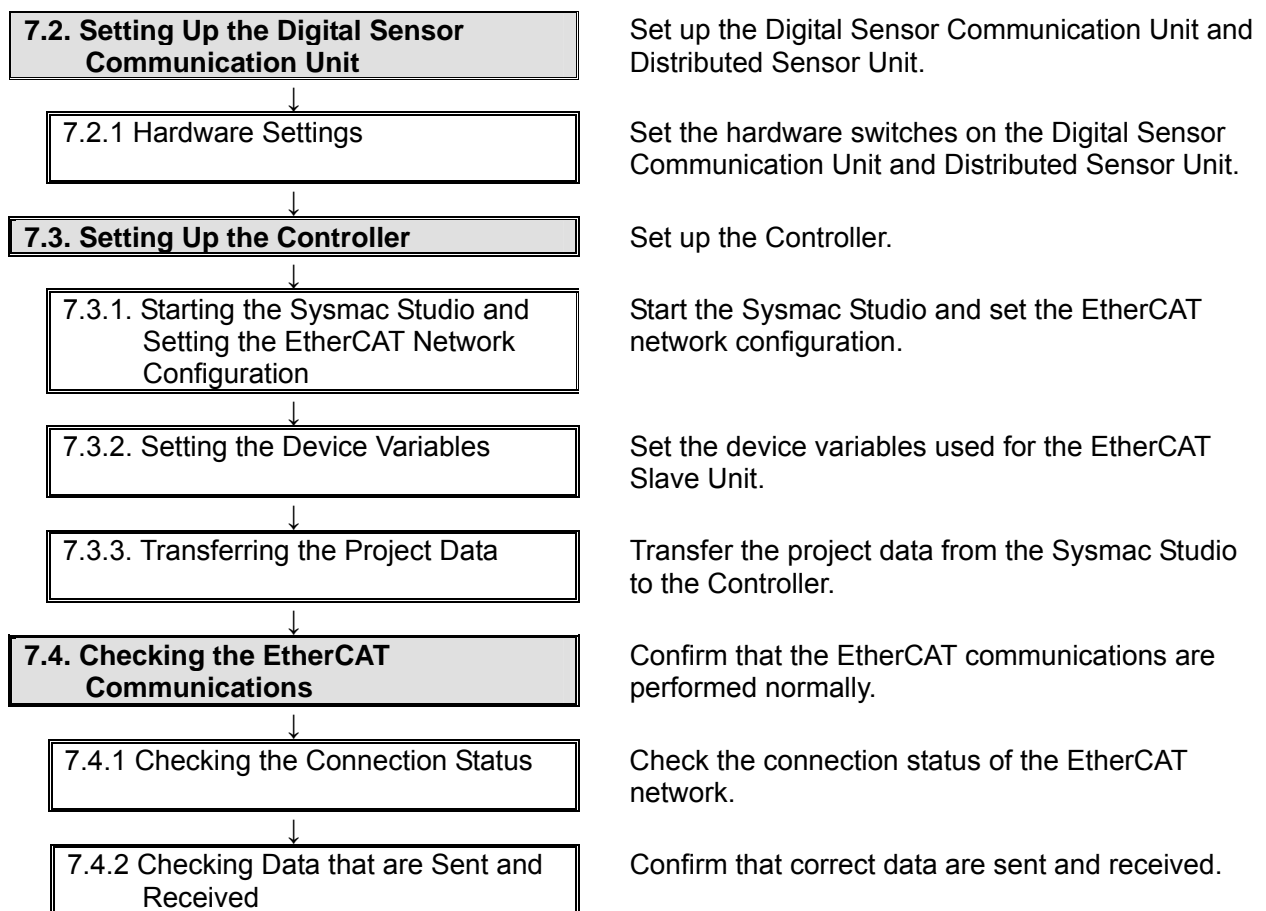 7.2. Setting Up the Digital Sensor
Communication Unit
Set up the Digital Sensor Communication Unit and
Distributed Sensor Unit.
↓
7.2.1 Hardware Settings
Set the hardware switches on the Digital Sensor
Communication Unit and Distributed Sensor Unit.
↓
7.3. Setting Up the Controller
Set up the Controller.
↓
7.3.1. Starting the Sysmac Studio and
Setting the EtherCAT Network
Configuration
Start the Sysmac Studio and set the EtherCAT
network configuration.
↓
7.3.2. Setting the Device Variables
Set the device variables used for the EtherCAT
Slave Unit.
↓
7.3.3. Transferring the Project Data
Transfer the project data from the Sysmac Studio
to the Controller.
↓
7.4. Checking the EtherCAT
Communications
Confirm that the EtherCAT communications are
performed normally.
↓
7.4.1 Checking the Connection Status
Check the connection status of the EtherCAT
network.
↓
7.4.2 Checking Data that are Sent and
Received
Confirm that correct data are sent and received.